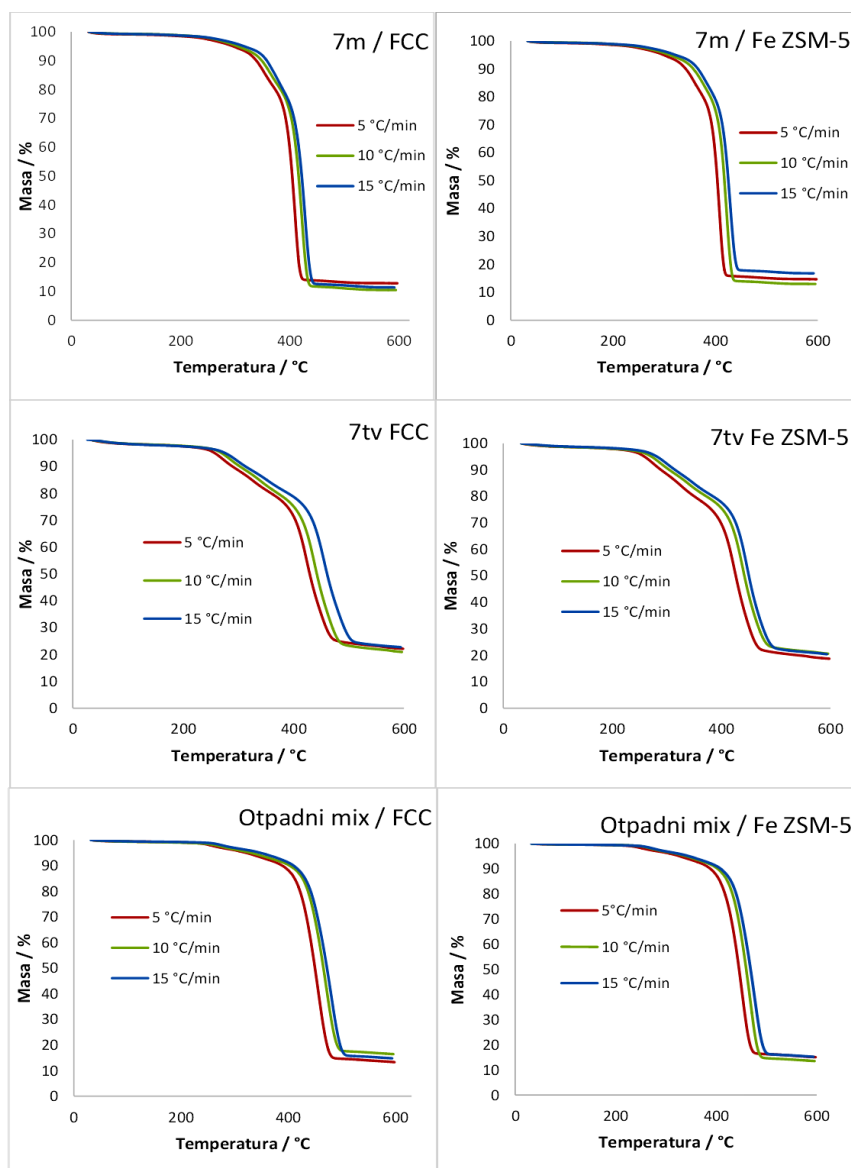 7m / FCC
100
90
80
70
60
50
40
30
20
10
0
Masa / %
5 °C/min
10 °C/min
15 °C/min
0 200 400 600
Temperatura / °C
7m / Fe ZSM-5
100
90
80
70
60
50
40
30
20
10
0
Masa / %
5 °C/min
10 °C/min
15 °C/min
0 200 400 600
Temperatura / °C
7tv FCC
100
90
80
70
60
50
40
30
20
10
0
Masa / %
5 °C/min
10 °C/min
15 °C/min
0 200 400 600
Temperatura / °C
7tv Fe ZSM-5
100
90
80
70
60
50
40
30
20
10
0
Masa / %
5 °C/min
10 °C/min
15 °C/min
0 200 400 600
Temperatura / °C
Otpadni mix / FCC
100
90
80
70
60
50
40
30
20
10
0
Masa / %
5 °C/min
10 °C/min
15 °C/min
0 200 400 600
Temperatura / °C
Otpadni mix / Fe ZSM-5
100
90
80
70
60
50
40
30
20
10
0
Masa / %
5°C/min
10 °C/min
15 °C/min
0 200 400 600
Temperatura / °C